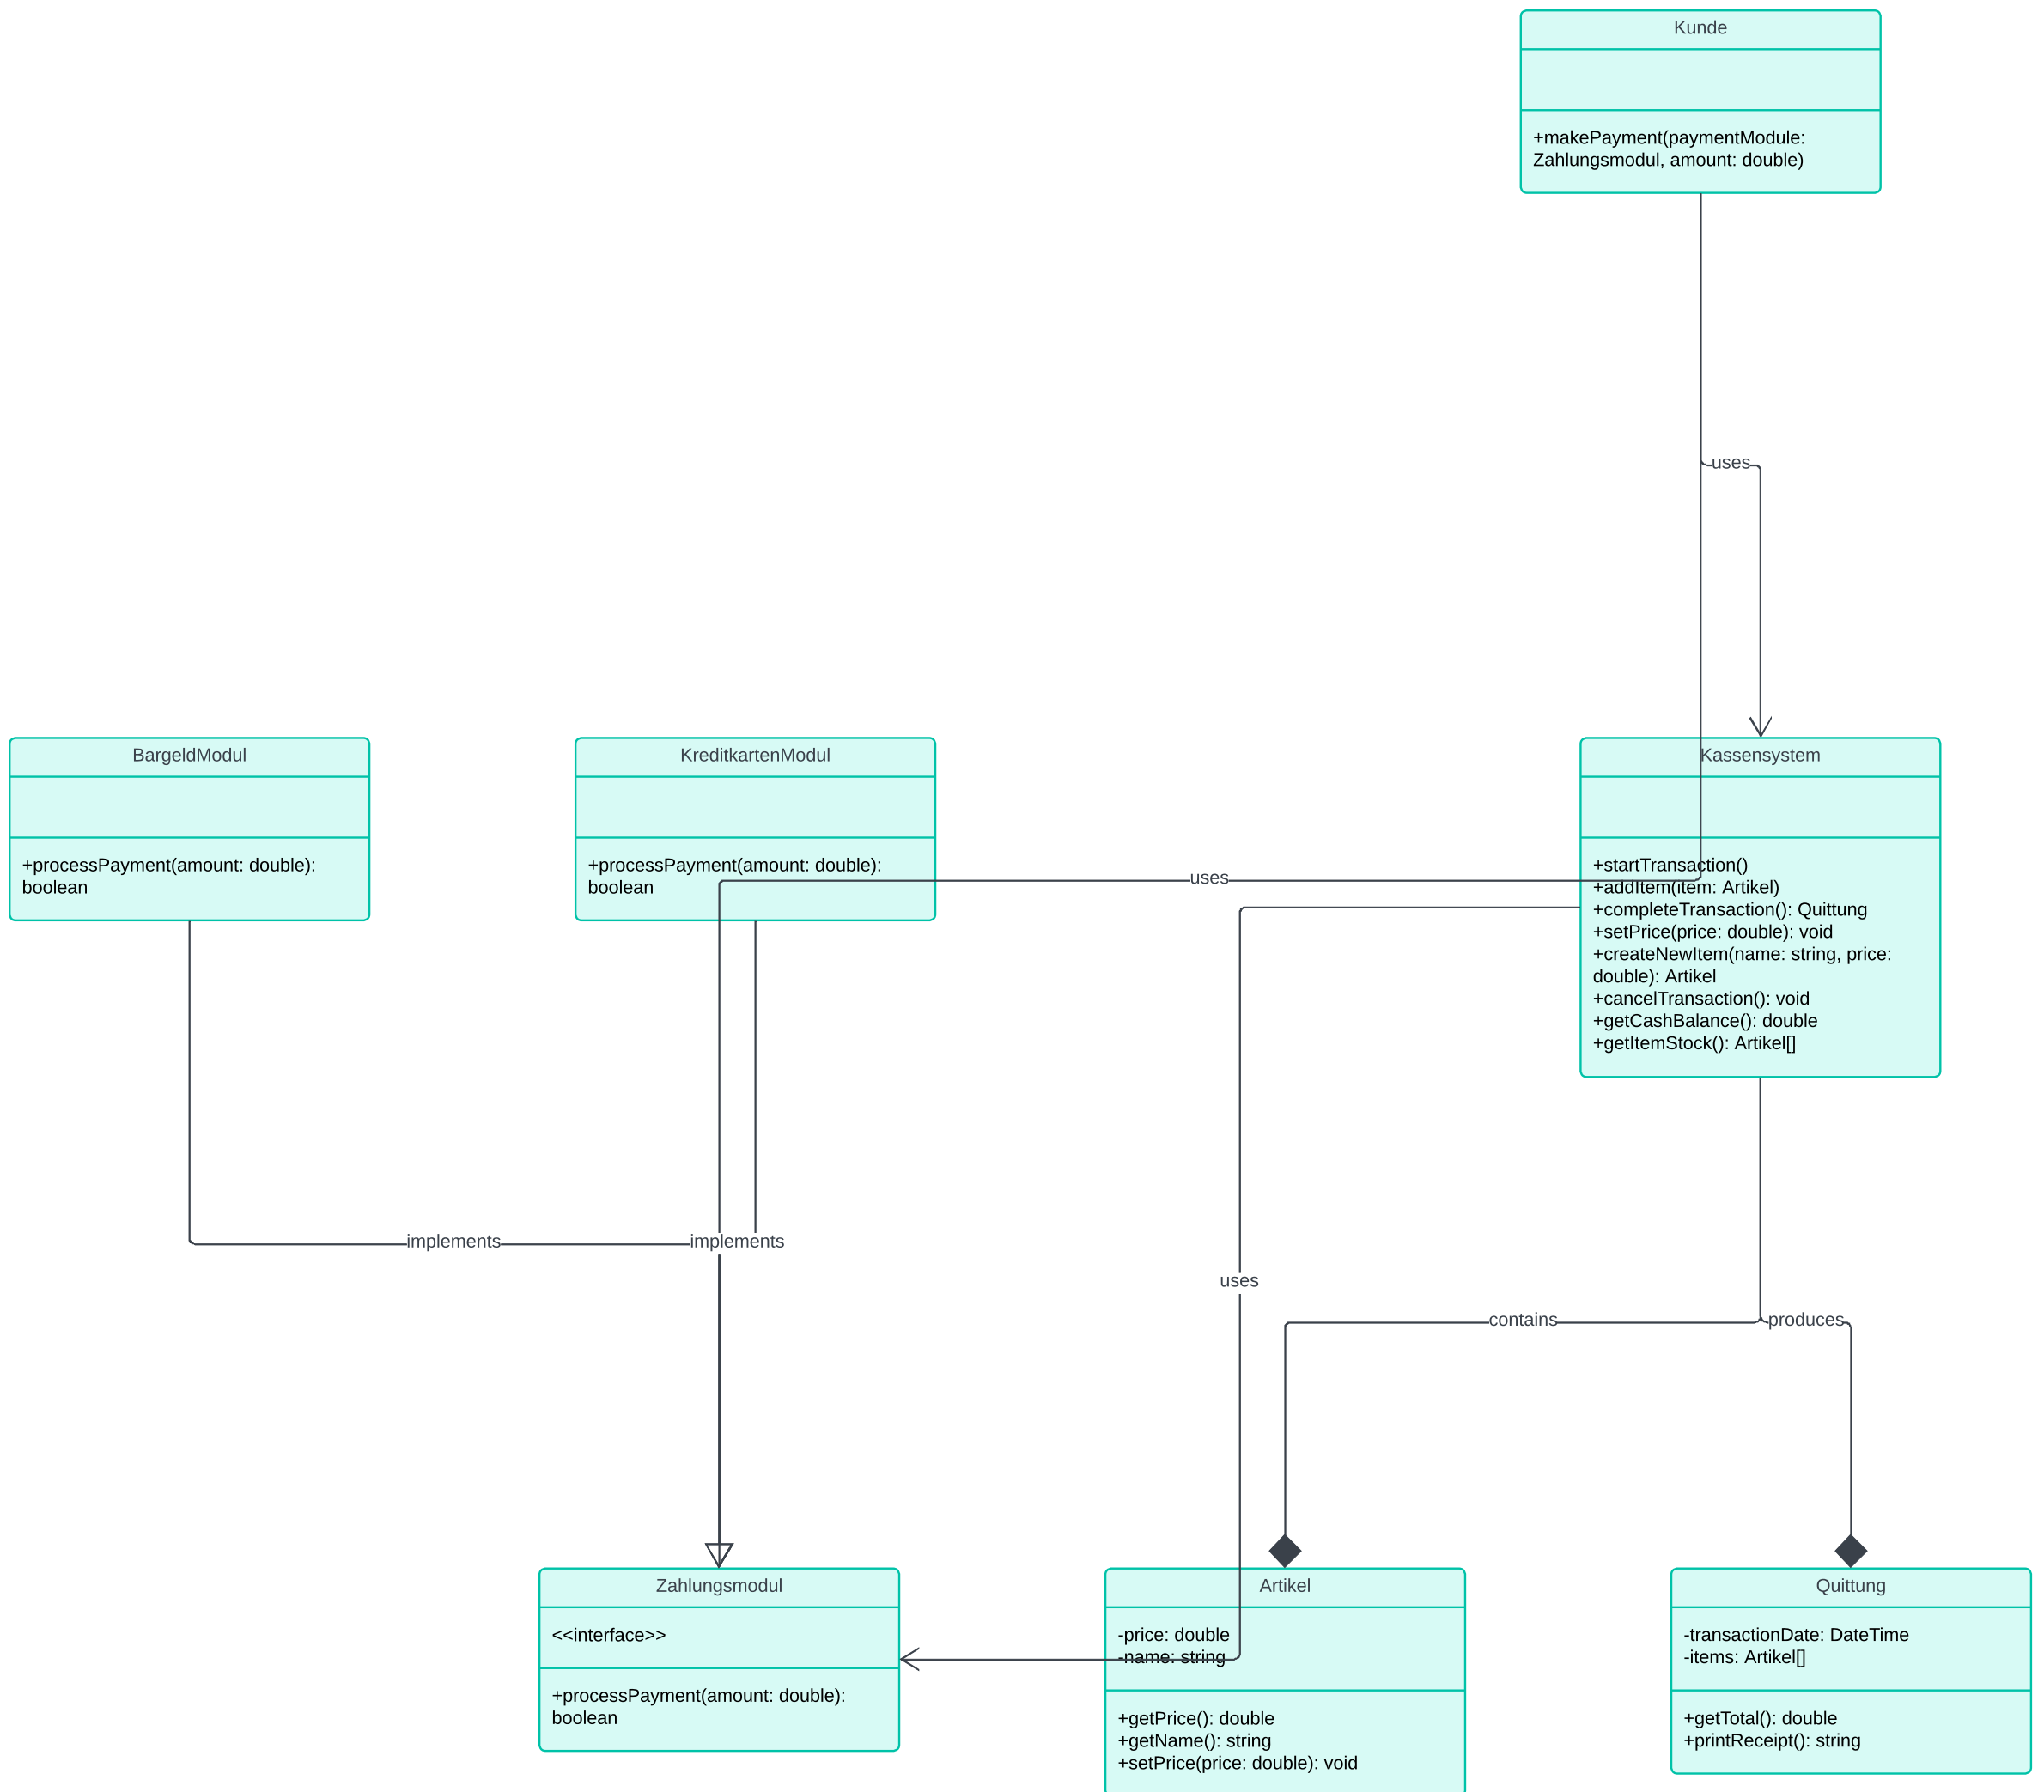 Kunde
+makePayment(paymentModule:
Zahlungsmodul, amount: double)
uses
BargeldModul
+processPayment(amount: double):
boolean
KreditkartenModul
+processPayment(amount: double):
boolean
Kassensystem
+startTransaction()
+addItem(item: Artikel)
+completeTransaction(): Quittung
+setPrice(price: double): void
+createNewItem(name: string, price:
double): Artikel
+cancelTransaction(): void
+getCashBalance(): double
+getItemStock(): Artikel[]
uses
implements
implements
uses
contains
produces
Zahlungsmodul
<<interface>>
+processPayment(amount: double):
boolean
Artikel
-price: double
-name: string
+getPrice(): double
+getName(): string
+setPrice(price: double): void
Quittung
-transactionDate: DateTime
-items: Artikel[]
+getTotal(): double
+printReceipt(): string